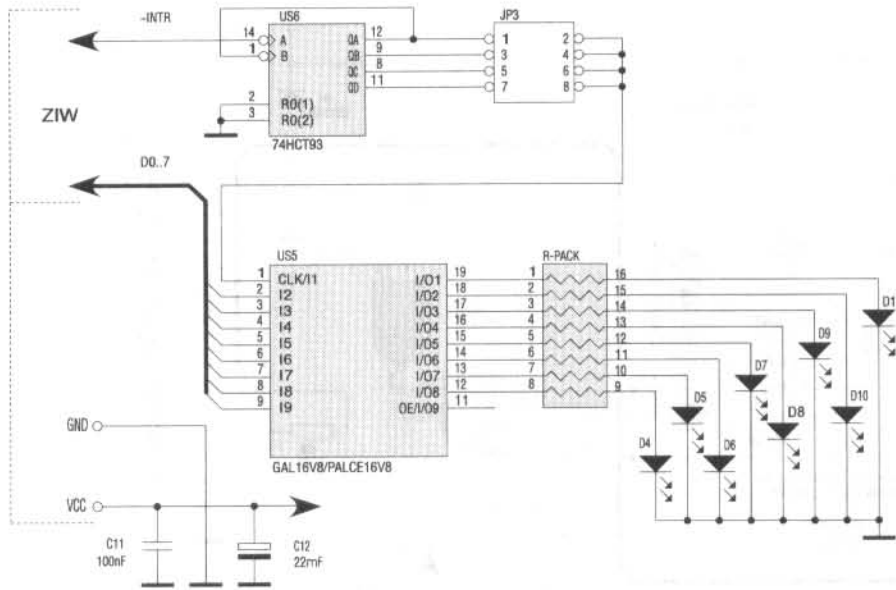 ~INTR
US6
JP3
14 A QA 12 1 2
1 B QB 9 3 4
QC 8 5 6
QD 11 7 8
2 R0(1)
3 R0(2)
74HCT93
ZIW
D0..7
US5
R-PACK
1 CLK/I1 I/O1 19 1 16
2 I2 I/O2 18 2 15
3 I3 I/O3 17 3 14
4 I4 I/O4 16 4 13
5 I5 I/O5 15 5 12
6 I6 I/O6 14 6 11
7 I7 I/O7 13 7 10
8 I8 I/O8 12 8 9
9 I9 OE/I/O9 11
GAL16V8/PALCE16V8
D9
D7
D5
D10
D8
D4
D6
GND
VCC
C11
100nF
C12
22mF